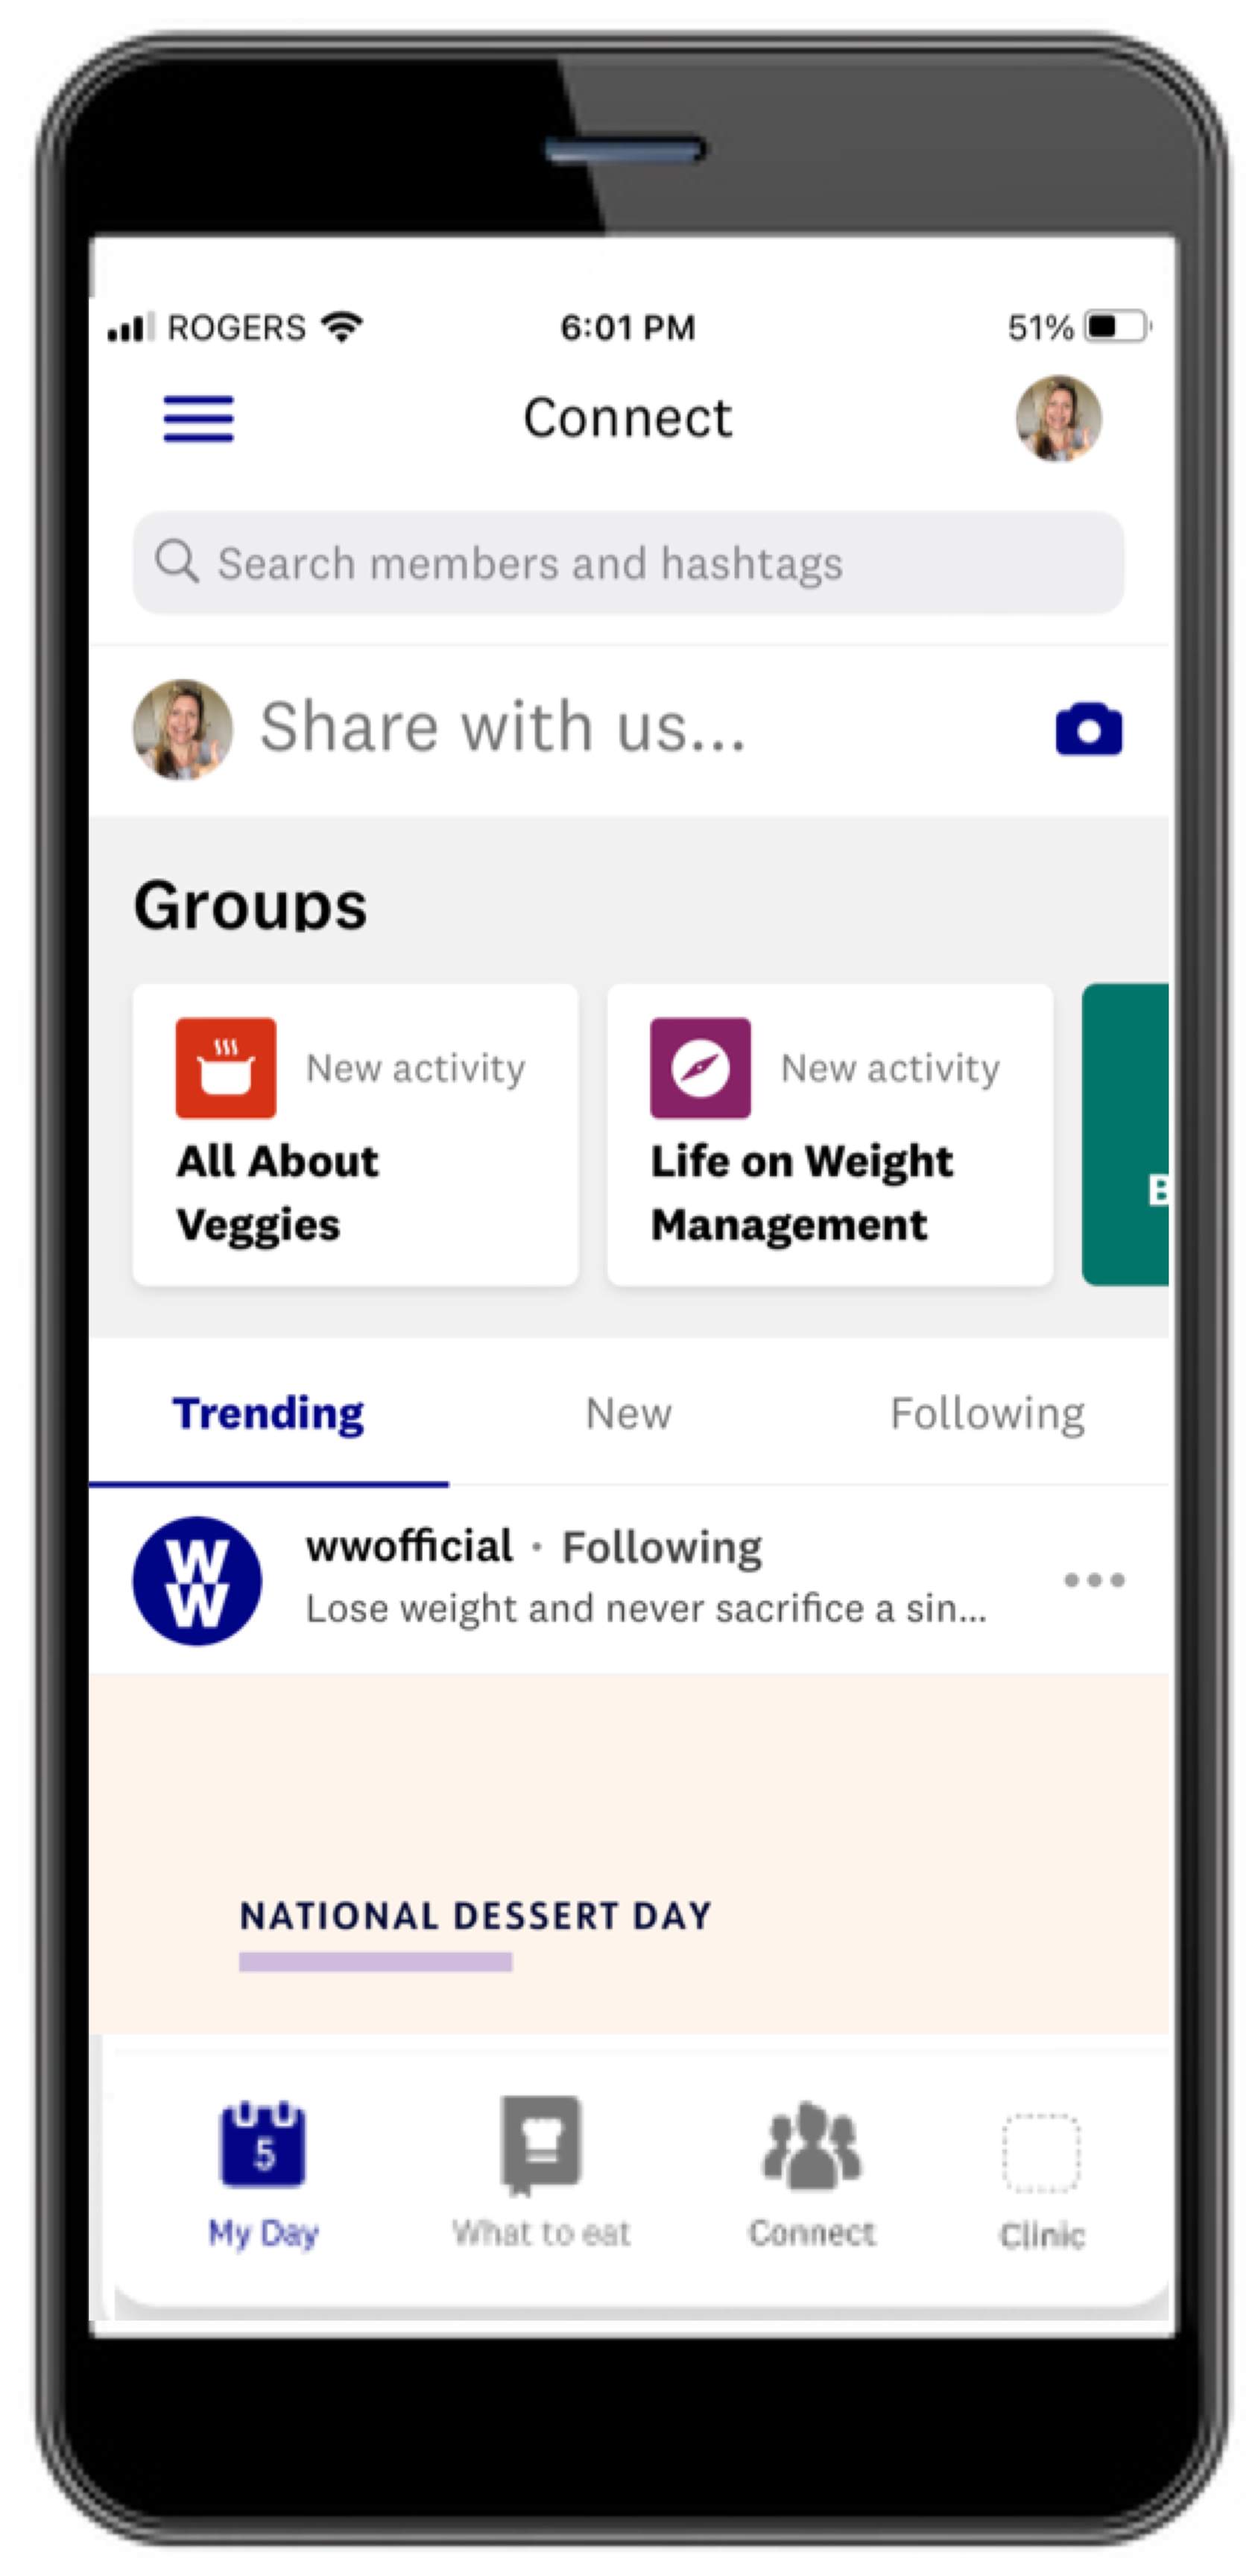 ROGERS 6:01 PM 51%
Connect
Search members and hashtags
Share with us...
Groups
New activity New activity
All About Life on Weight
Veggies Management
B
Trending New Following
W
W
wwofficial · Following
Lose weight and never sacrifice a sin...
NATIONAL DESSERT DAY
5
My Day What to eat Connect Clinic